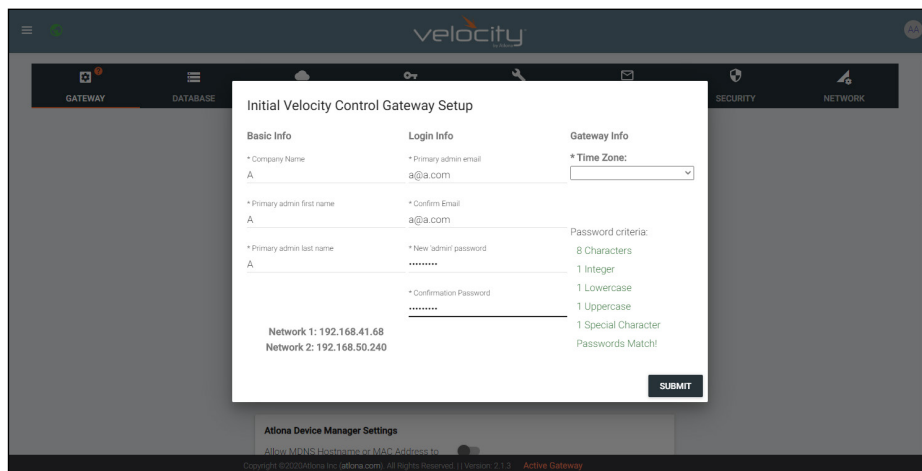 velocity
by Atlona
AA
GATEWAY
DATABASE
SECURITY
NETWORK
Initial Velocity Control Gateway Setup
Basic Info
Login Info
Gateway Info
* Company Name
* Primary admin email
* Time Zone:
A
a@a.com
* Primary admin first name
* Confirm Email
A
a@a.com
Password criteria:
* Primary admin last name
* New 'admin' password
8 Characters
A
•••••••••
1 Integer
* Confirmation Password
1 Lowercase
•••••••••
1 Uppercase
Network 1: 192.168.41.68
1 Special Character
Network 2: 192.168.50.240
Passwords Match!
SUBMIT
Atlona Device Manager Settings
Allow MDNS Hostname or MAC Address to
Copyright ©2020Atlona Inc (atlona.com). All Rights Reserved. | | Version: 2.1.3 Active Gateway